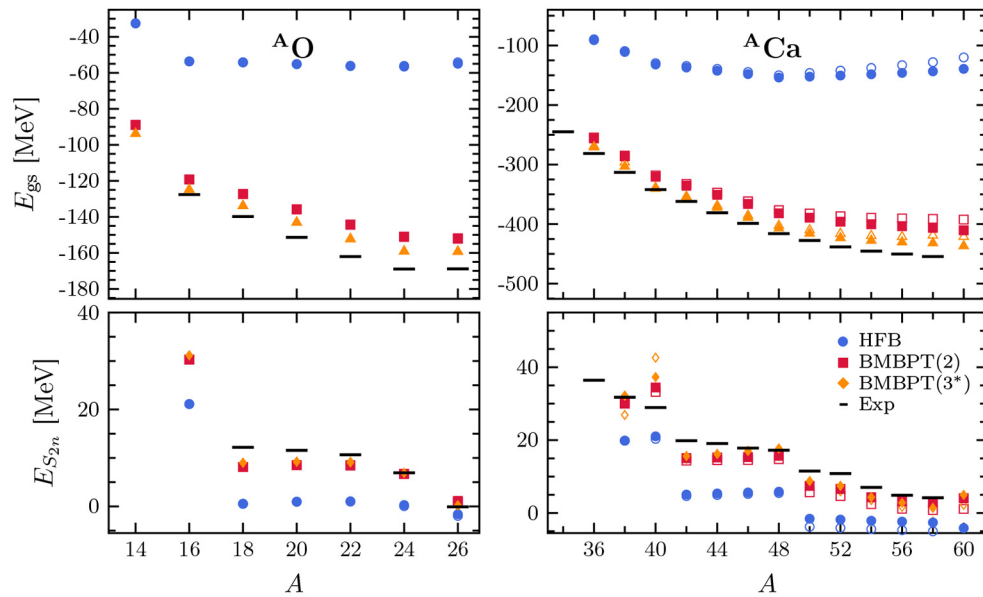 ᴬO
ᴬCa
E_gs [MeV]
-40
-60
-80
-100
-120
-140
-160
-180
-100
-200
-300
-400
-500
E_S₂ₙ [MeV]
40
20
0
40
20
0
HFB
BMBPT(2)
BMBPT(3*)
Exp
14 16 18 20 22 24 26
36 40 44 48 52 56 60
A
A